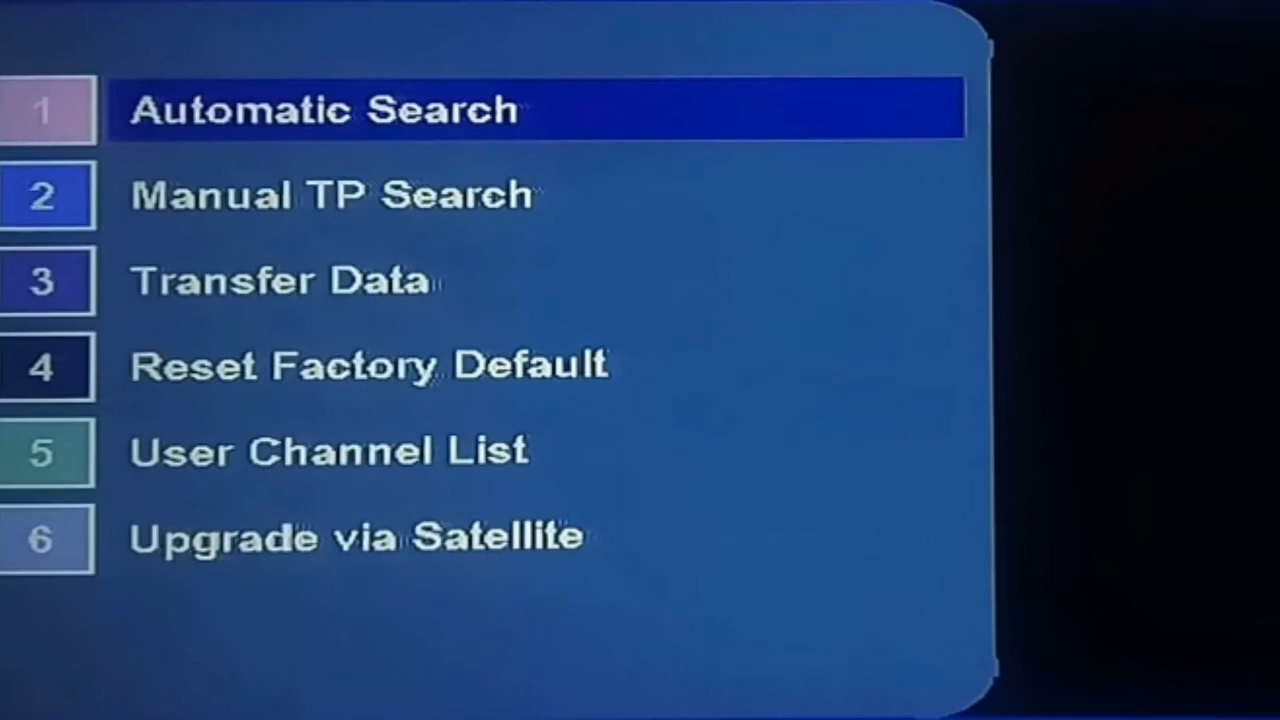 1 Automatic Search
2 Manual TP Search
3 Transfer Data
4 Reset Factory Default
5 User Channel List
6 Upgrade via Satellite